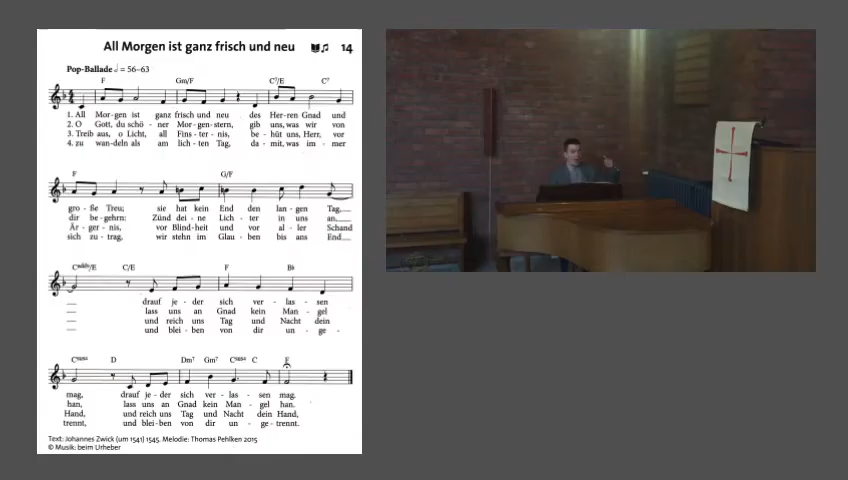 All Morgen ist ganz frisch und neu 14
Pop-Ballade = 56–63
F Gm/F C⁷/E C⁷
1. All Mor-gen ist ganz frisch und neu des Her-ren Gnad und
2. O Gott, du schö - ner Mor-gen-stern, gib uns, was wir von
3. Treib aus, o Licht, all Fins-ter-nis, be-hüt uns, Herr, vor
4. zu wan-deln als am lich-ten Tag, da-mit, was im-mer
F G/F
gro-ße Treu; sie hat kein End den lan-gen Tag,
dir be-gehrn: Zünd dei-ne Lich-ter in uns an
Är-ger-nis, vor Blind-heit und vor al-ler Schand
sich zu-trag, wir stehn im Glau-ben bis ans End
C/E F Bb
drauf je-der sich ver-las-sen
lass uns an Gnad kein Man-gel
und reich uns Tag und Nacht dein
und blei-ben von dir un-ge-
Csus4 D Dm⁷ Gm⁷ Csus4 C F
mag, drauf je-der sich ver-las-sen mag.
han, lass uns an Gnad kein Man-gel han.
Hand, und reich uns Tag und Nacht dein Hand,
trennt, und blei-ben von dir un-ge-trennt.
Text: Johannes Zwick (um 1541) 1545. Melodie: Thomas Pehlken 2015
© Musik: beim Urheber